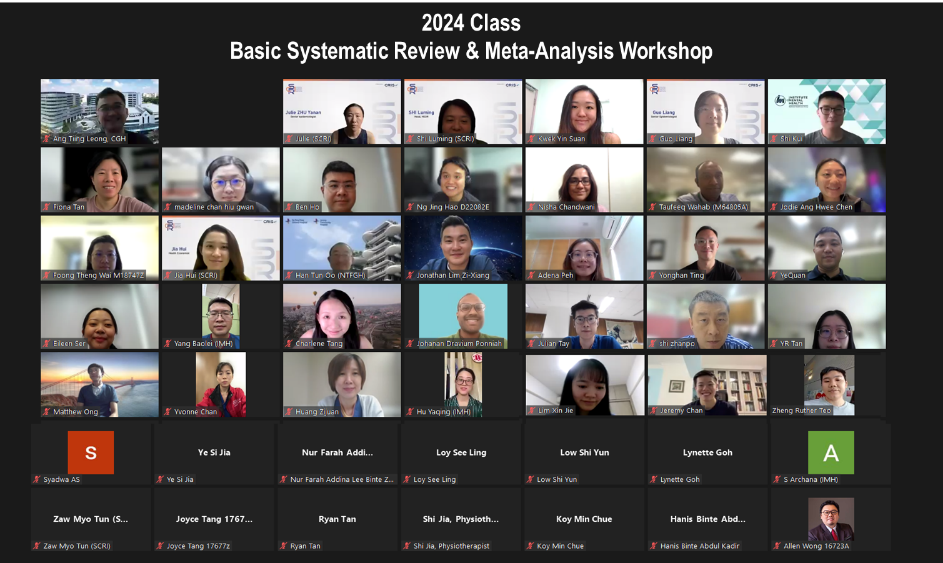 2024 Class
Basic Systematic Review & Meta-Analysis Workshop
Ang Tiing Leong, CGH
Julie ZHU Yanan
Julie (SCRI)
SHI Luming
Shi Luming (SCRI)
Kwek Yin Suan
Guo Liang
Guo Liang
INSTITUTE
MENTAL
HEALTH
Shi Kui
Fiona Tan
madeline chan hiu gwan
Ben Ho
Ng Jing Hao D22082E
Nisha Chandwani
Taufeeq Wahab (M64805A)
Jodie Ang Hwee Chen
Foong Theng Wai M18747Z
Jia Hui
Jia Hui (SCRI)
Han Tun Oo (NTFGH)
Jonathan Lim Zi-Xiang
Adena Peh
Yonghan Ting
YeQuan
Eileen Ser
Yang Baolei (IMH)
Charlene Tang
Johanan Dravium Ponniah
Julian Tay
shi zhanpo
YR Tan
Matthew Ong
Yvonne Chan
Huang Zijuan
Hu Yaqing (IMH)
Lim Xin Jie
Jeremy Chan
Zheng Ruther Teo
S
Syadwa AS
Ye Si Jia
Ye Si Jia
Nur Farah Addi...
Nur Farah Addina Lee Binte Z...
Loy See Ling
Loy See Ling
Low Shi Yun
Low Shi Yun
Lynette Goh
Lynette Goh
A
S Archana (IMH)
Zaw Myo Tun (S...
Zaw Myo Tun (SCRI)
Joyce Tang 1767...
Joyce Tang 17677z
Ryan Tan
Ryan Tan
Shi Jia, Physioth...
Shi Jia, Physiotherapist
Koy Min Chue
Koy Min Chue
Hanis Binte Abd...
Hanis Binte Abdul Kadir
Allen Wong 16723A